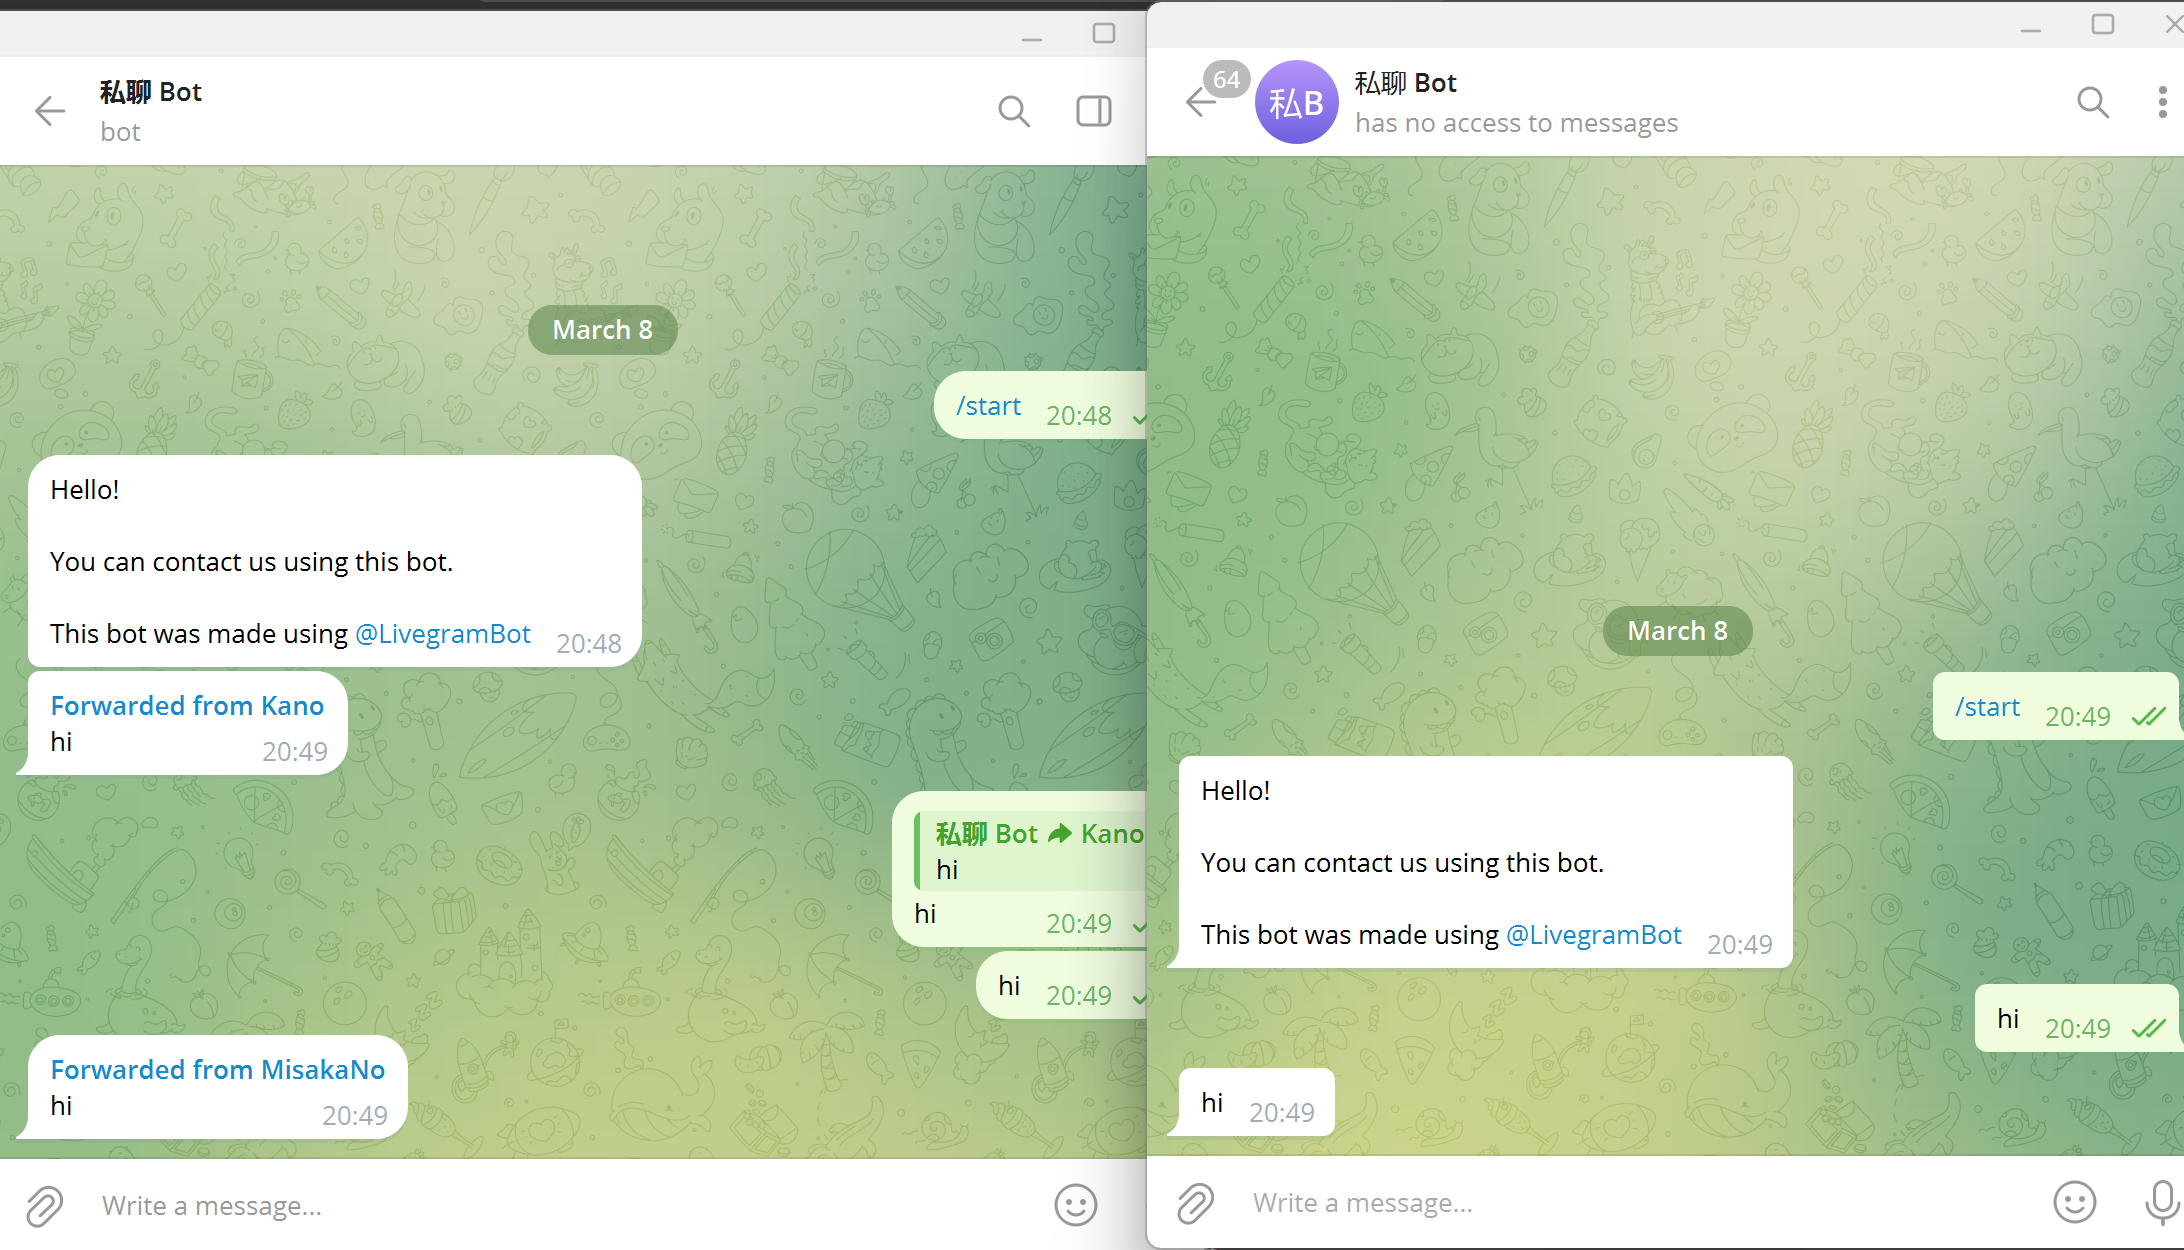 私聊 Bot
bot
March 8
/start 20:48
Hello!
You can contact us using this bot.
This bot was made using @LivegramBot 20:48
Forwarded from Kano
hi 20:49
私聊 Bot Kano
hi
hi 20:49
hi 20:49
Forwarded from MisakaNo
hi 20:49
Write a message...
64
私B
私聊 Bot
has no access to messages
March 8
/start 20:49
Hello!
You can contact us using this bot.
This bot was made using @LivegramBot 20:49
hi 20:49
hi 20:49
Write a message...